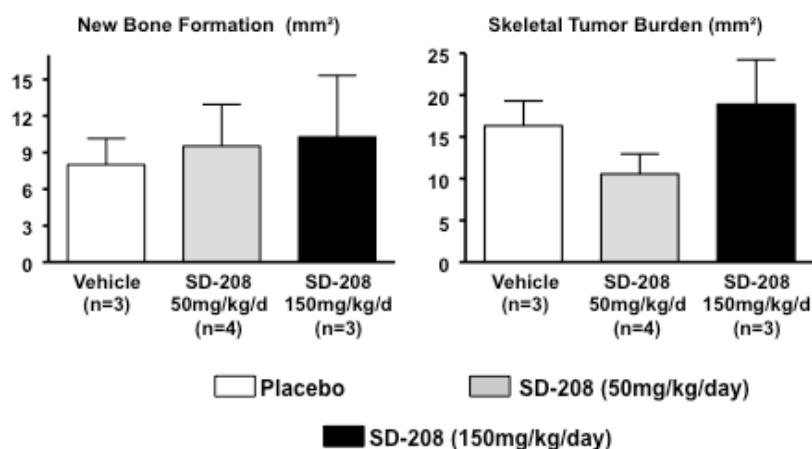 New Bone Formation (mm²)
15
12
9
6
3
0
Vehicle
(n=3)
SD-208
50mg/kg/d
(n=4)
SD-208
150mg/kg/d
(n=3)
Skeletal Tumor Burden (mm²)
25
20
15
10
5
0
Vehicle
(n=3)
SD-208
50mg/kg/d
(n=4)
SD-208
150mg/kg/d
(n=3)
Placebo
SD-208 (50mg/kg/day)
SD-208 (150mg/kg/day)